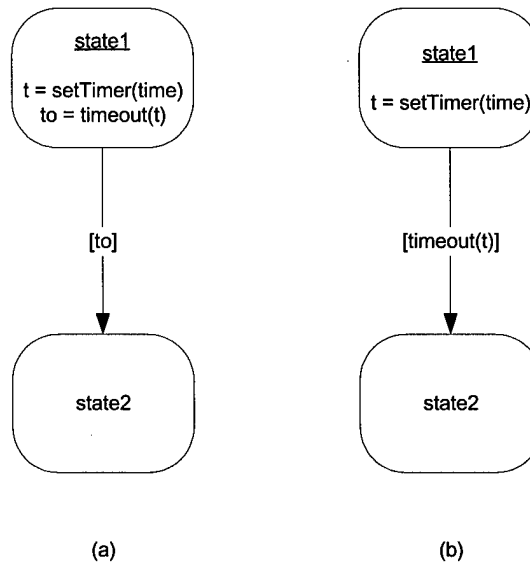 state1
t = setTimer(time)
to = timeout(t)
[to]
state2
(a)
state1
t = setTimer(time)
[timeout(t)]
state2
(b)